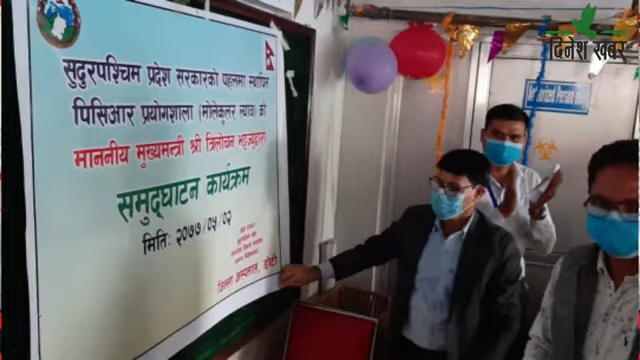 दिनेश खबर
सुदुरपश्चिम प्रदेश सरकारको पहलमा स्थापित
पिसिआर प्रयोगशाला (मोलेकुलर ल्याव) को
माननीय मुख्यमन्त्री श्री त्रिलोचन भट्टज्यूद्वारा
समुद्घाटन कार्यक्रम
मितिः २०७७/०५/०२
जिल्ला अस्पताल, डोटी